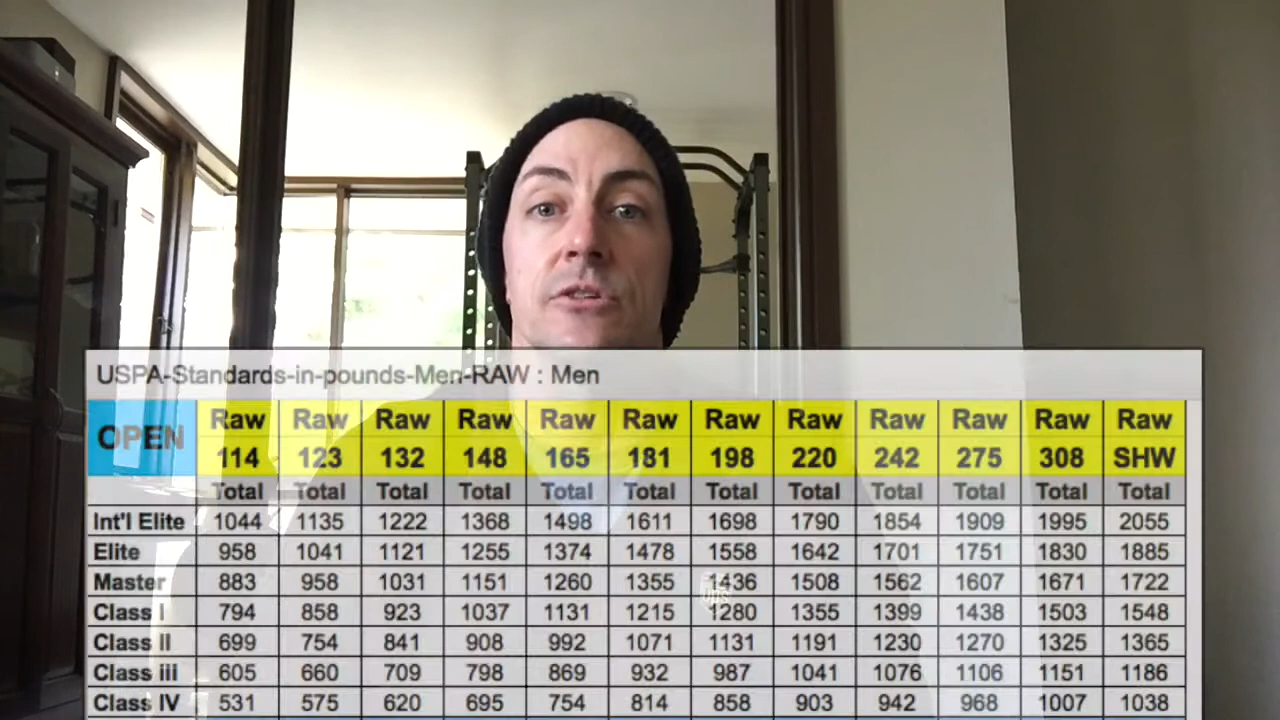 USPA-Standards-in-pounds-Men-RAW : Men
OPEN Raw Raw Raw Raw Raw Raw Raw Raw Raw Raw Raw Raw
114 123 132 148 165 181 198 220 242 275 308 SHW
Total Total Total Total Total Total Total Total Total Total Total Total
Int'l Elite 1044 1135 1222 1368 1498 1611 1698 1790 1854 1909 1995 2055
Elite 958 1041 1121 1255 1374 1478 1558 1642 1701 1751 1830 1885
Master 883 958 1031 1151 1260 1355 1436 1508 1562 1607 1671 1722
Class I 794 858 923 1037 1131 1215 1280 1355 1399 1438 1503 1548
Class II 699 754 841 908 992 1071 1131 1191 1230 1270 1325 1365
Class iii 605 660 709 798 869 932 987 1041 1076 1106 1151 1186
Class IV 531 575 620 695 754 814 858 903 942 968 1007 1038